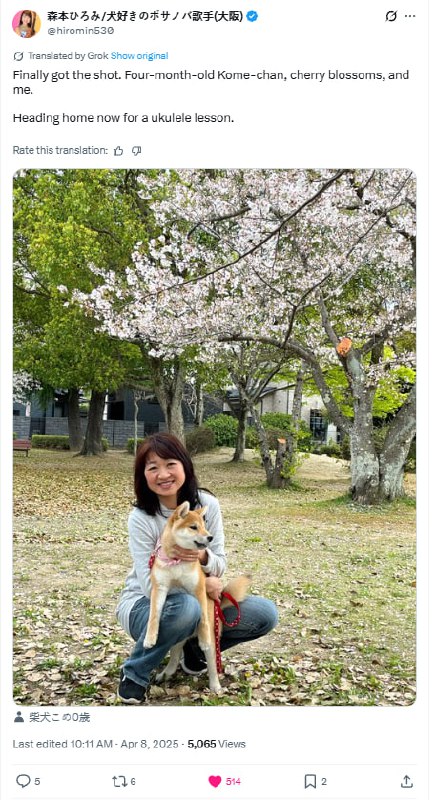 森本ひろみ/犬好きのボサノバ歌手(大阪)
@hiromin530
Translated by Grok Show original
Finally got the shot. Four-month-old Kome-chan, cherry blossoms, and
me.
Heading home now for a ukulele lesson.
Rate this translation:
柴犬この0歳
Last edited 10:11 AM · Apr 8, 2025 · 5,065 Views
5
6
514
2